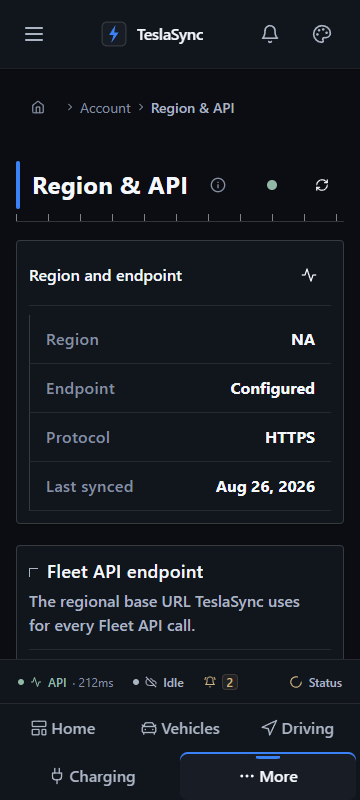 TeslaSync
Account
Region & API
Region & API
Region and endpoint
Region NA
Endpoint Configured
Protocol HTTPS
Last synced Aug 26, 2026
Fleet API endpoint
The regional base URL TeslaSync uses
for every Fleet API call.
API · 212ms Idle 2 Status
Home Vehicles Driving
Charging More